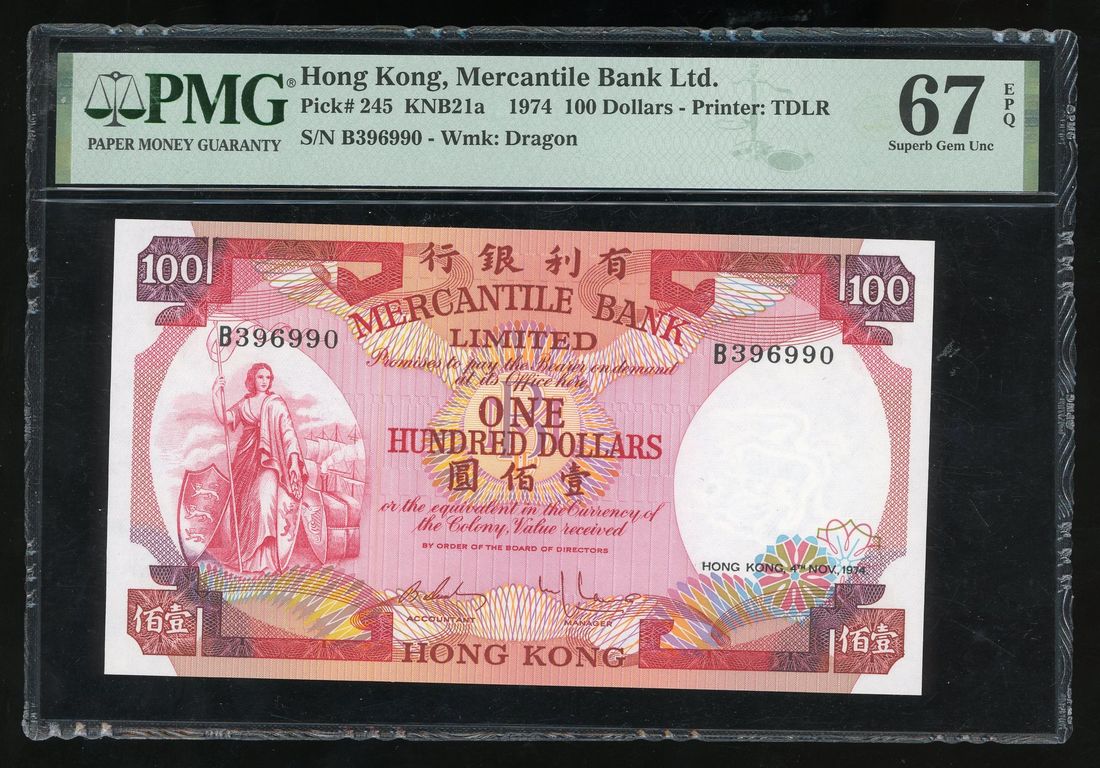 PMG® Hong Kong, Mercantile Bank Ltd.
Pick# 245 KNB21a 1974 100 Dollars - Printer: TDLR
S/N B396990 - Wmk: Dragon
PAPER MONEY GUARANTY
67 EPQ
Superb Gem Unc
100
行銀利有
100
MERCANTILE BANK
LIMITED
B396990
B396990
Promises to pay the Bearer on demand
at its Office here
ONE
HUNDRED DOLLARS
圓佰壹
or the equivalent in the Currency of
the Colony, Value received
BY ORDER OF THE BOARD OF DIRECTORS
HONG KONG, 4TH NOV., 1974.
ACCOUNTANT
MANAGER
佰壹
佰壹
HONG KONG
PMG
PMG
PMG